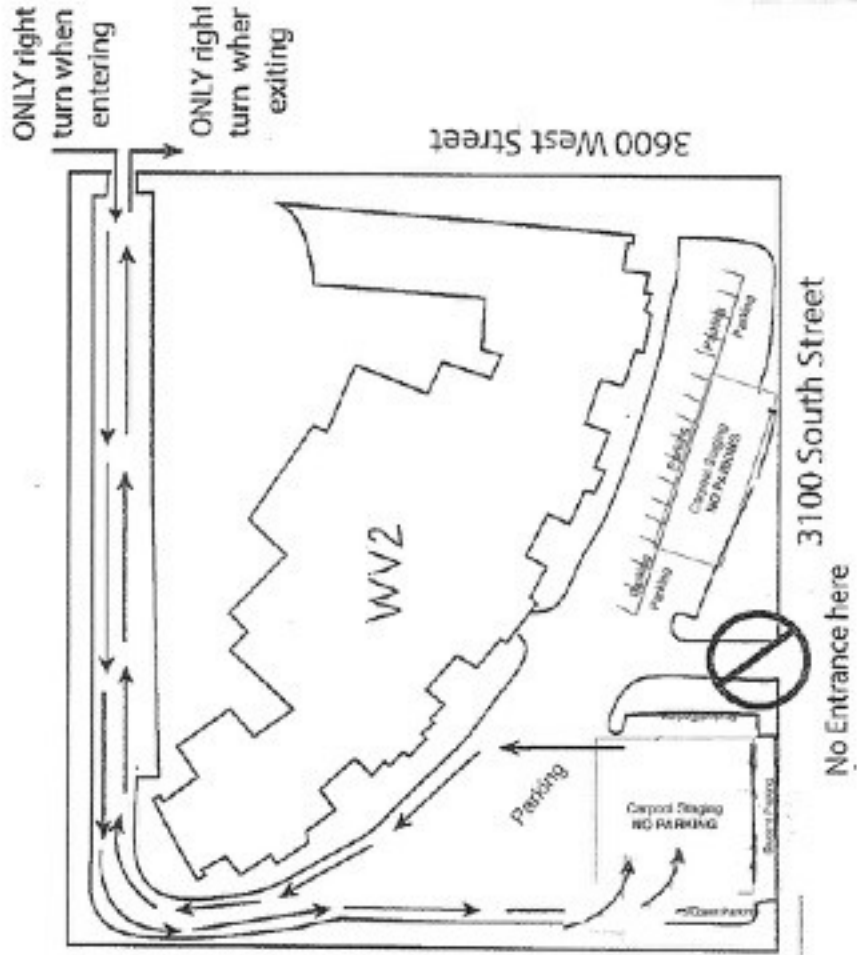 ONLY right
turn when
entering
ONLY right
turn wher
exiting
3600 West Street
WV2
Parking
Parking
Carpool Staging
NO PARKING
Parking
Parking
Carpool Staging
NO PARKING
3100 South Street
No Entrance here